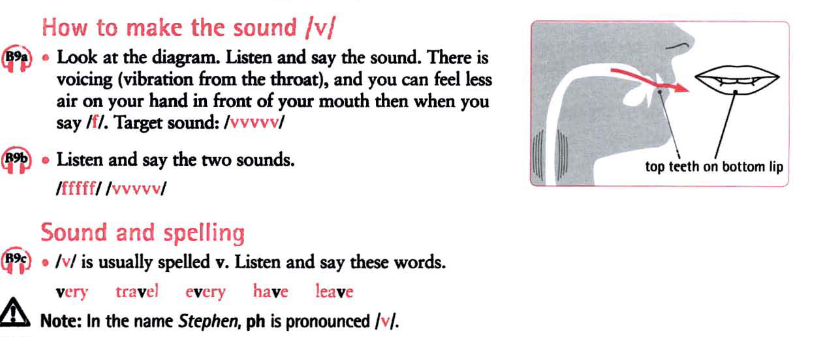 How to make the sound /v/
B9a • Look at the diagram. Listen and say the sound. There is
voicing (vibration from the throat), and you can feel less
air on your hand in front of your mouth then when you
say /f/. Target sound: /vvvvv/
B9b • Listen and say the two sounds.
/fffff/ /vvvvv/
top teeth on bottom lip
Sound and spelling
B9c • /v/ is usually spelled v. Listen and say these words.
very travel every have leave
Note: In the name Stephen, ph is pronounced /v/.